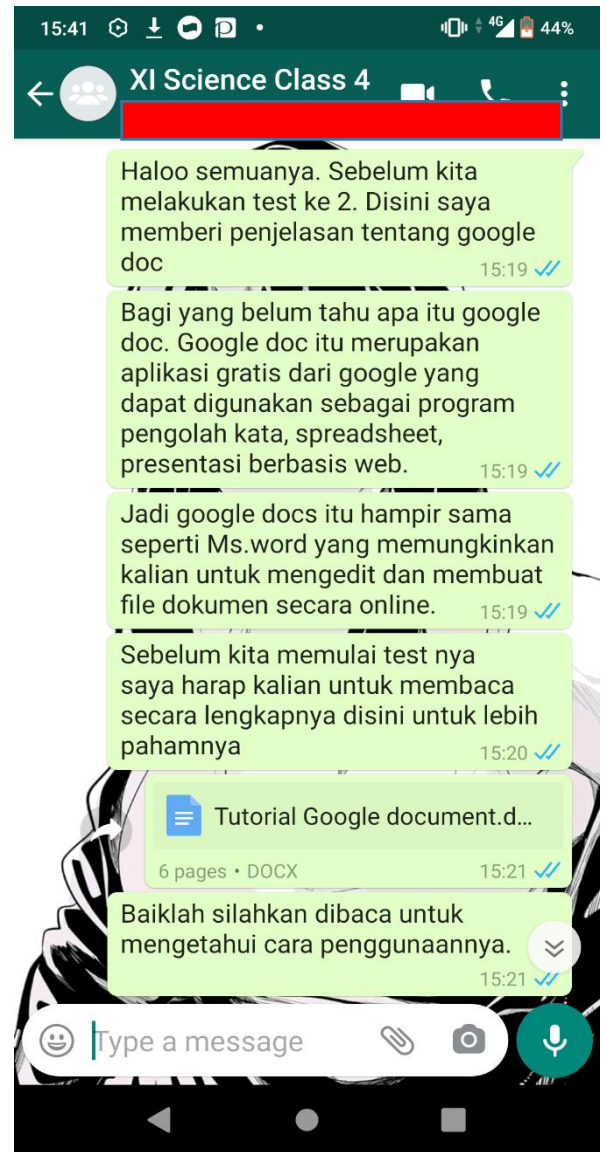 15:41
4G 44%
XI Science Class 4
Haloo semuanya. Sebelum kita
melakukan test ke 2. Disini saya
memberi penjelasan tentang google
doc
15:19
Bagi yang belum tahu apa itu google
doc. Google doc itu merupakan
aplikasi gratis dari google yang
dapat digunakan sebagai program
pengolah kata, spreadsheet,
presentasi berbasis web.
15:19
Jadi google docs itu hampir sama
seperti Ms.word yang memungkinkan
kalian untuk mengedit dan membuat
file dokumen secara online.
15:19
Sebelum kita memulai test nya
saya harap kalian untuk membaca
secara lengkapnya disini untuk lebih
pahamnya
15:20
Tutorial Google document.d...
6 pages • DOCX
15:21
Baiklah silahkan dibaca untuk
mengetahui cara penggunaannya.
15:21
Type a message